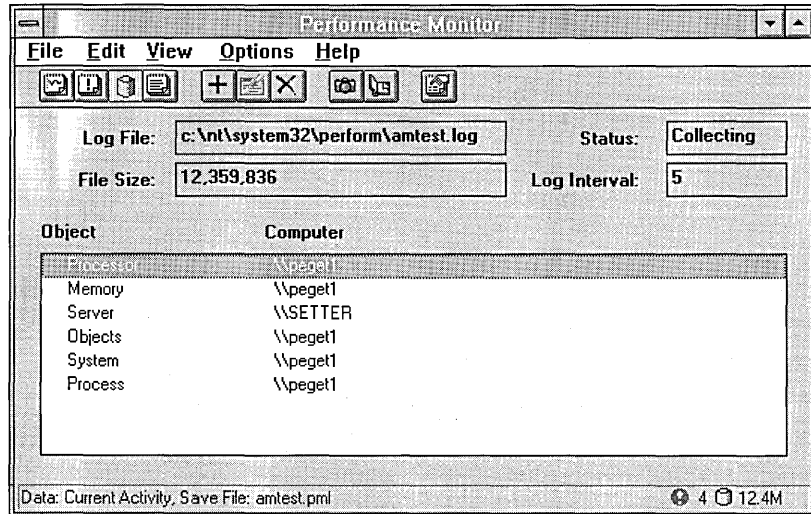 Performance Monitor
File Edit View Options Help
Log File: c:\nt\system32\perform\amtest.log Status: Collecting
File Size: 12,359,836 Log Interval: 5
Object Computer
Processor \\peget1
Memory \\peget1
Server \\SETTER
Objects \\peget1
System \\peget1
Process \\peget1
Data: Current Activity, Save File: amtest.pml 4 12.4M